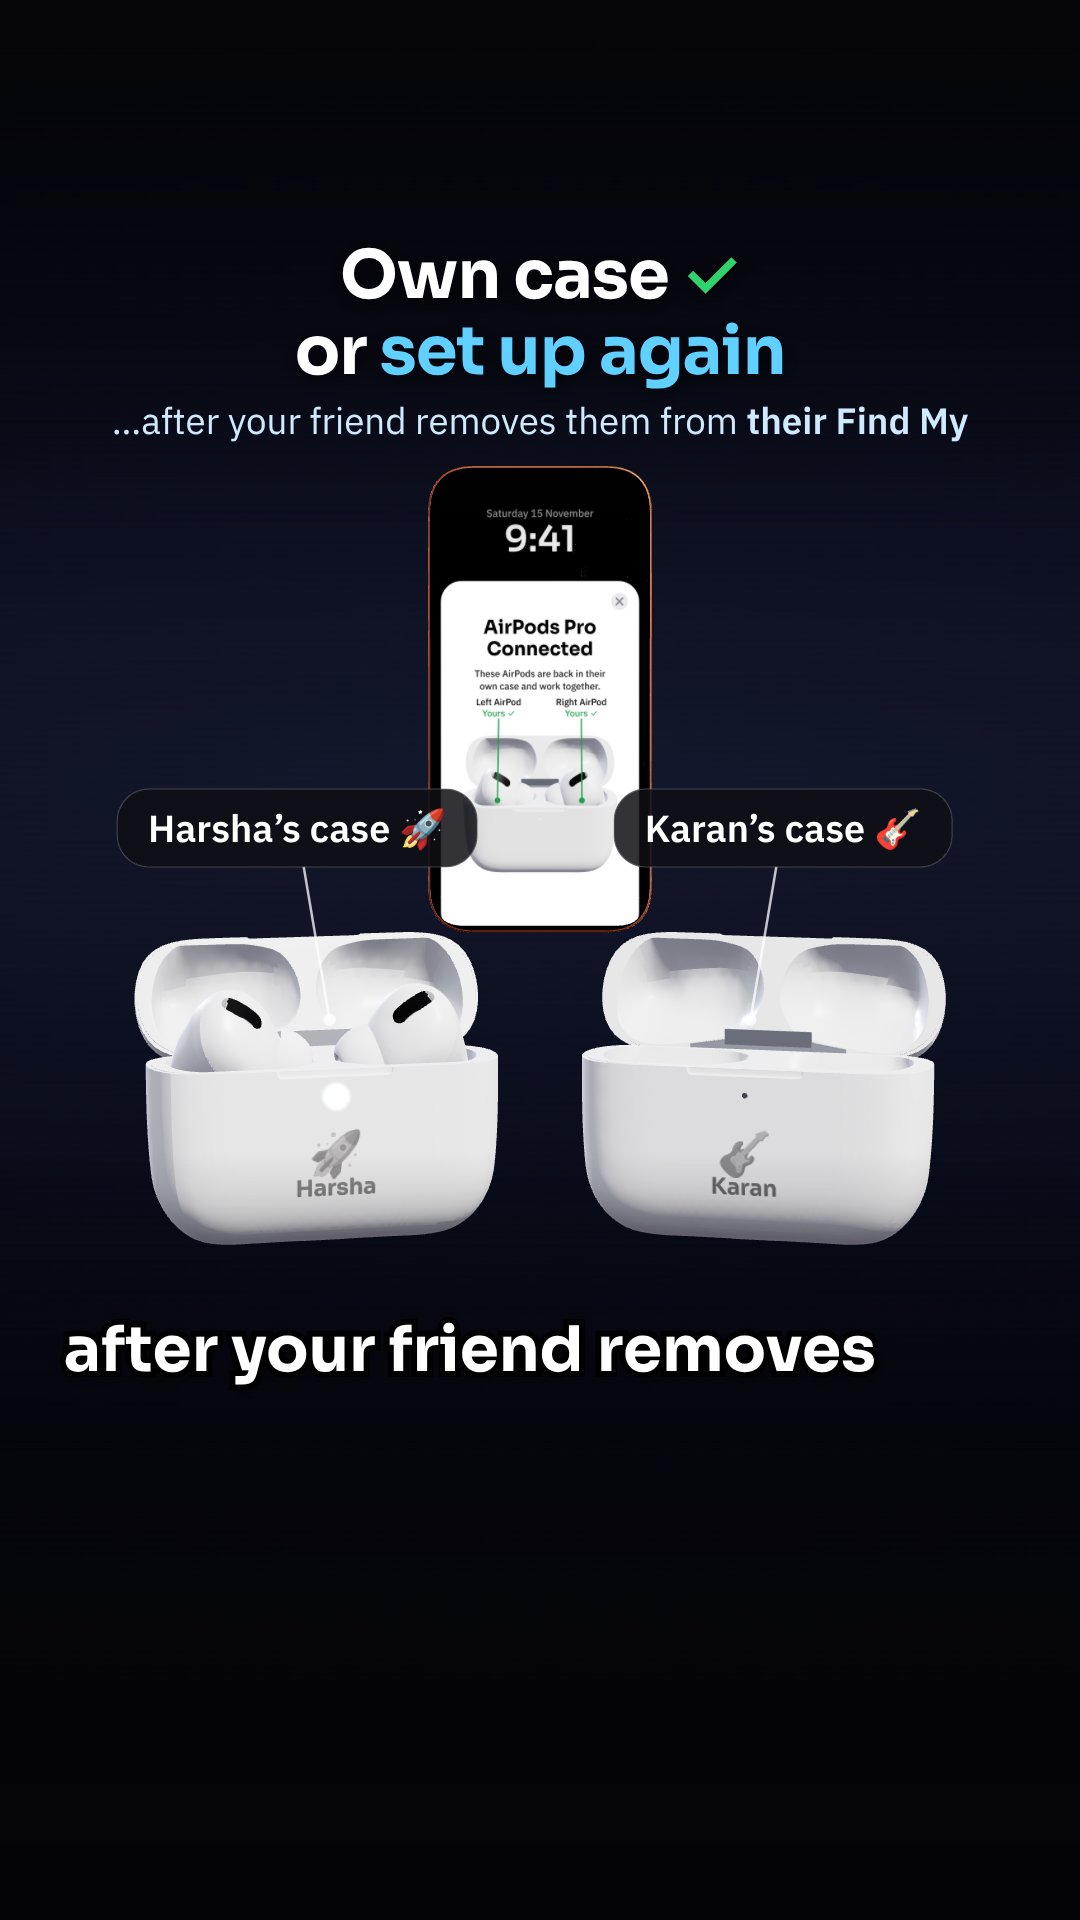 Own case ✓
or set up again
...after your friend removes them from their Find My
Saturday 15 November
9:41
AirPods Pro
Connected
These AirPods are back in their
own case and work together.
Left AirPod Right AirPod
Yours ✓ Yours ✓
Harsha’s case 🚀 Karan’s case 🎸
Harsha Karan
after your friend removes